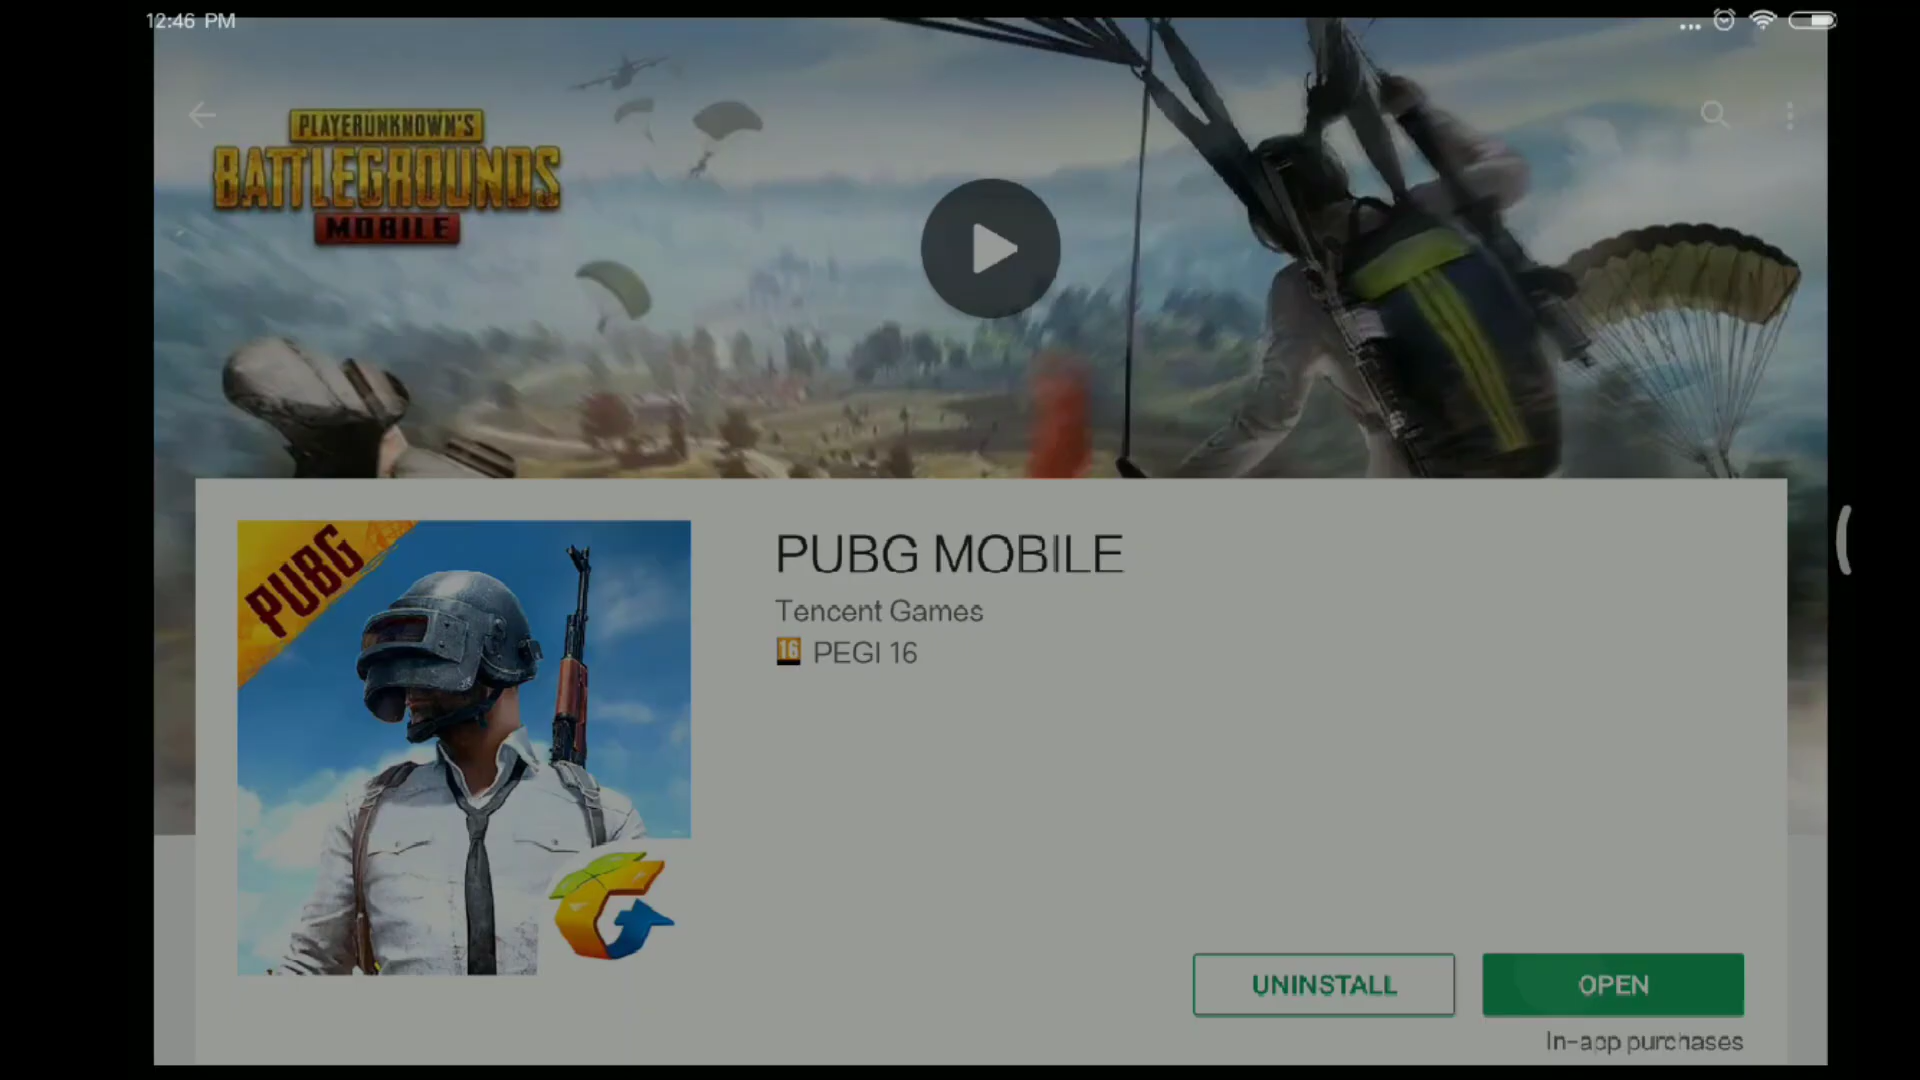 12:46 PM
PLAYERUNKNOWN'S
BATTLEGROUNDS
MOBILE
PUBG
PUBG MOBILE
Tencent Games
16 PEGI 16
UNINSTALL
OPEN
In-app purchases